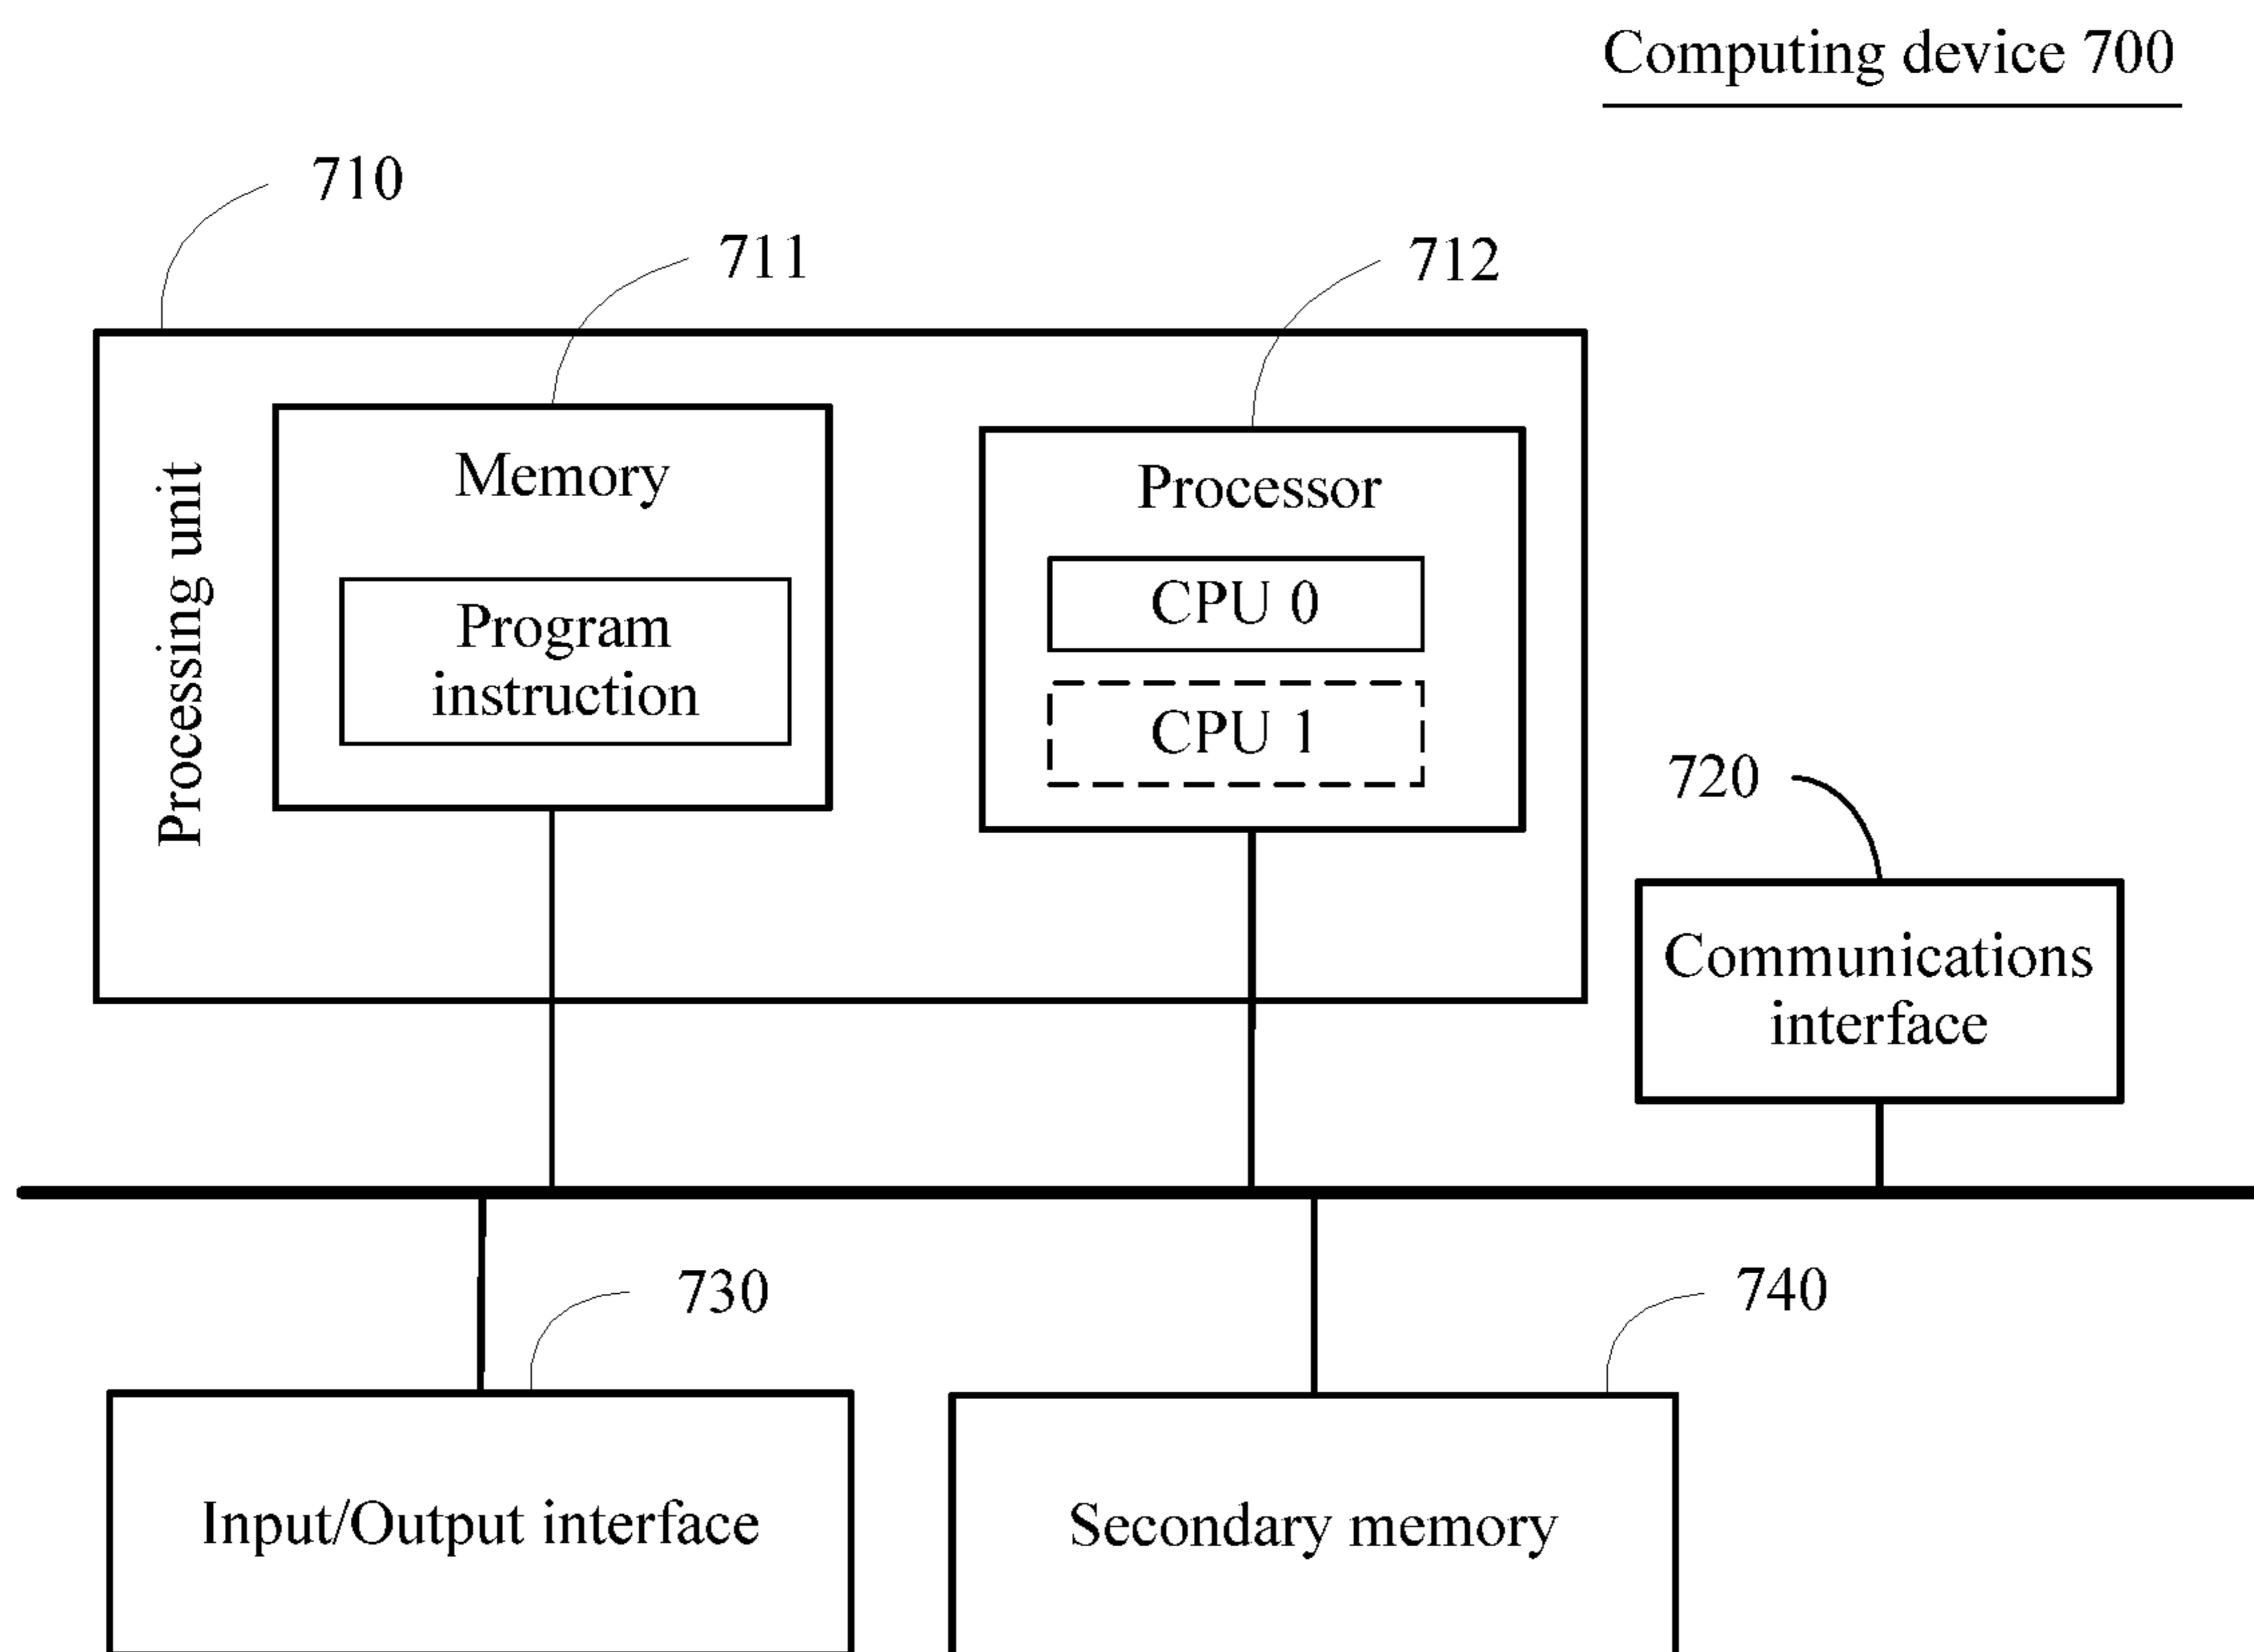 Computing device 700
710
711
712
Processing unit
Memory
Program
instruction
Processor
CPU 0
CPU 1
720
Communications
interface
730
740
Input/Output interface
Secondary memory